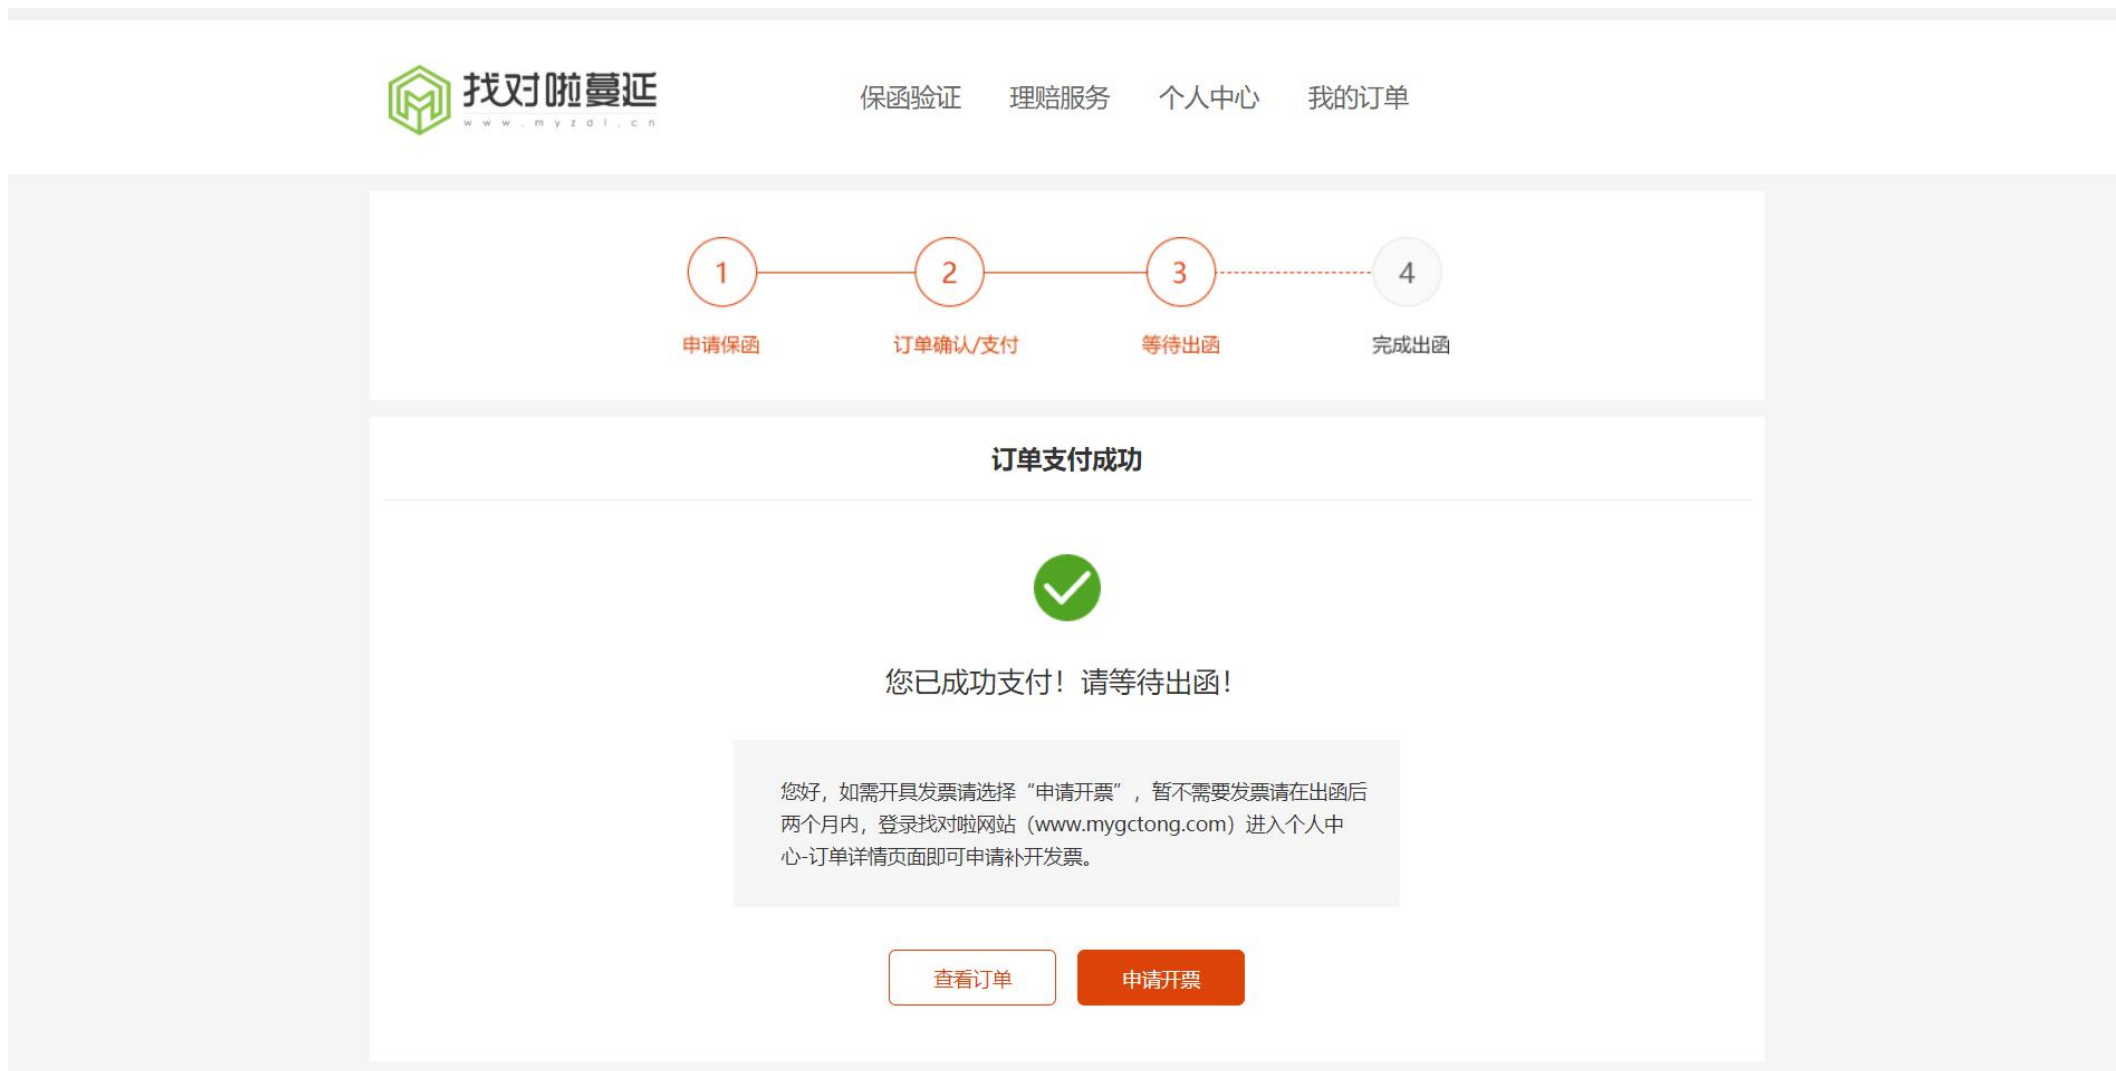 找对啦蔓延
www.myzdl.cn
保函验证 理赔服务 个人中心 我的订单
1 2 3 4
申请保函 订单确认/支付 等待出函 完成出函
订单支付成功
您已成功支付！请等待出函！
您好，如需开具发票请选择“申请开票”，暂不需要发票请在出函后
两个月内，登录找对啦网站（www.mygctong.com）进入个人中
心-订单详情页面即可申请补开发票。
查看订单 申请开票